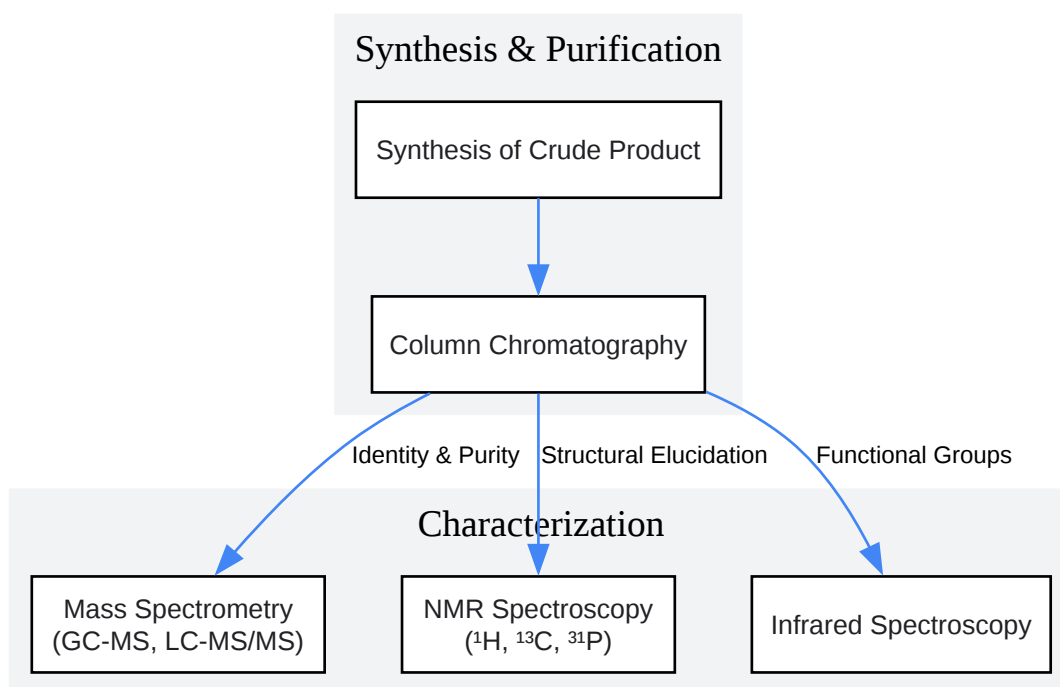 Synthesis & Purification
Synthesis of Crude Product
Column Chromatography
Identity & Purity
Structural Elucidation
Functional Groups
Characterization
Mass Spectrometry
(GC-MS, LC-MS/MS)
NMR Spectroscopy
(¹H, ¹³C, ³¹P)
Infrared Spectroscopy